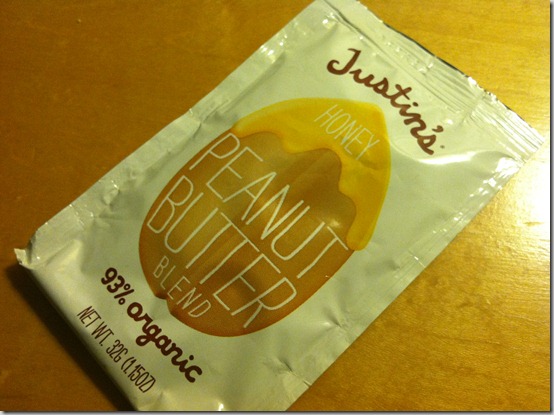 Justin's
HONEY
PEANUT
BUTTER
BLEND
93% organic
NET WT. 32G (1.15OZ)